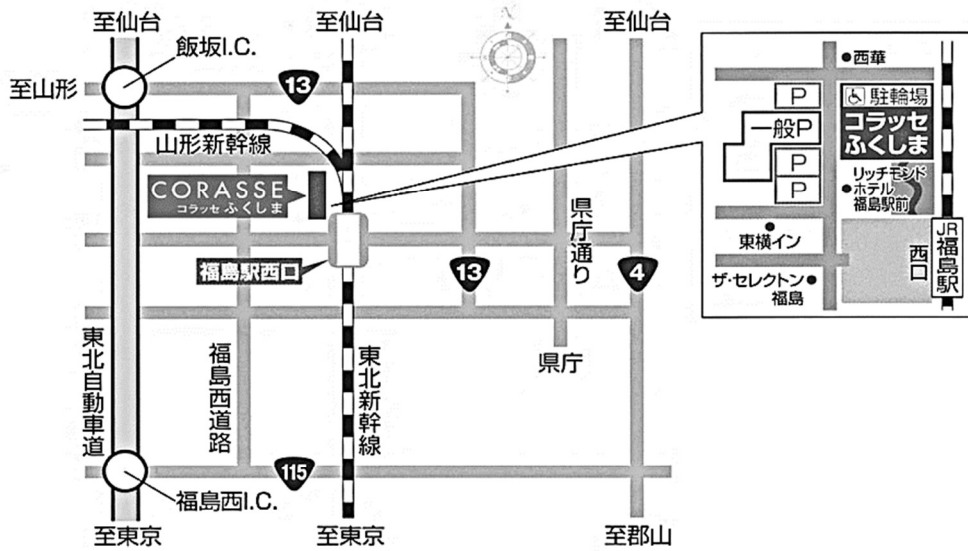 至仙台
至仙台
至仙台
飯坂I.C.
至山形
13
山形新幹線
CORASSE
コラッセ ふくしま
福島駅西口
13
県庁通り
4
県庁
東北自動車道
福島西道路
東北新幹線
115
福島西I.C.
至東京
至東京
至郡山
西華
P
駐輪場
一般P
コラッセ
ふくしま
P
P
リッチモンド
ホテル
福島駅前
東横イン
西口
JR福島駅
ザ・セレクトン
福島